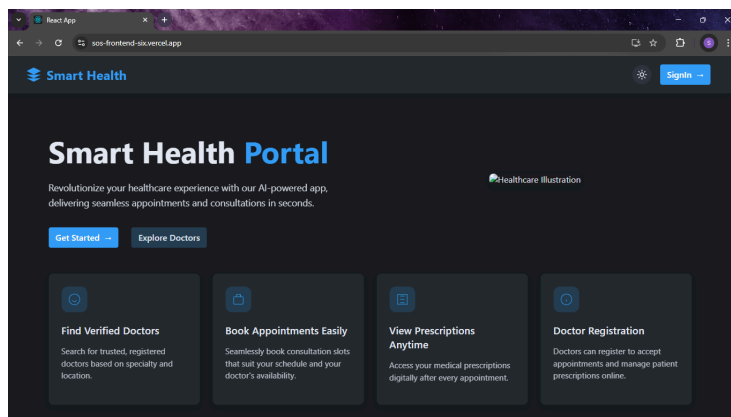 React App
sos-frontend-six.vercel.app
S
Smart Health
SignIn →
Smart Health Portal
Revolutionize your healthcare experience with our AI-powered app,
delivering seamless appointments and consultations in seconds.
Healthcare Illustration
Get Started →
Explore Doctors
Find Verified Doctors
Search for trusted, registered
doctors based on specialty and
location.
Book Appointments Easily
Seamlessly book consultation slots
that suit your schedule and your
doctor's availability.
View Prescriptions
Anytime
Access your medical prescriptions
digitally after every appointment.
Doctor Registration
Doctors can register to accept
appointments and manage patient
prescriptions online.